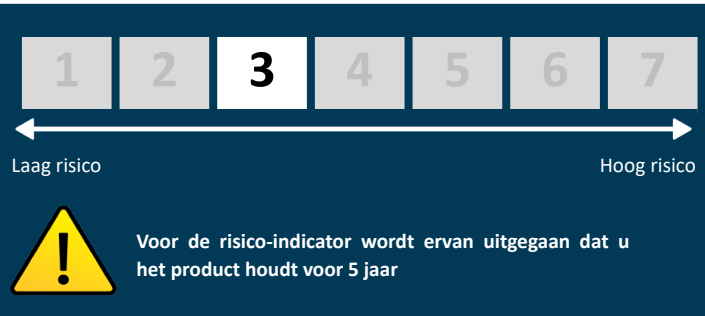 1 2 3 4 5 6 7
Laag risico Hoog risico
Voor de risico-indicator wordt ervan uitgegaan dat u
het product houdt voor 5 jaar